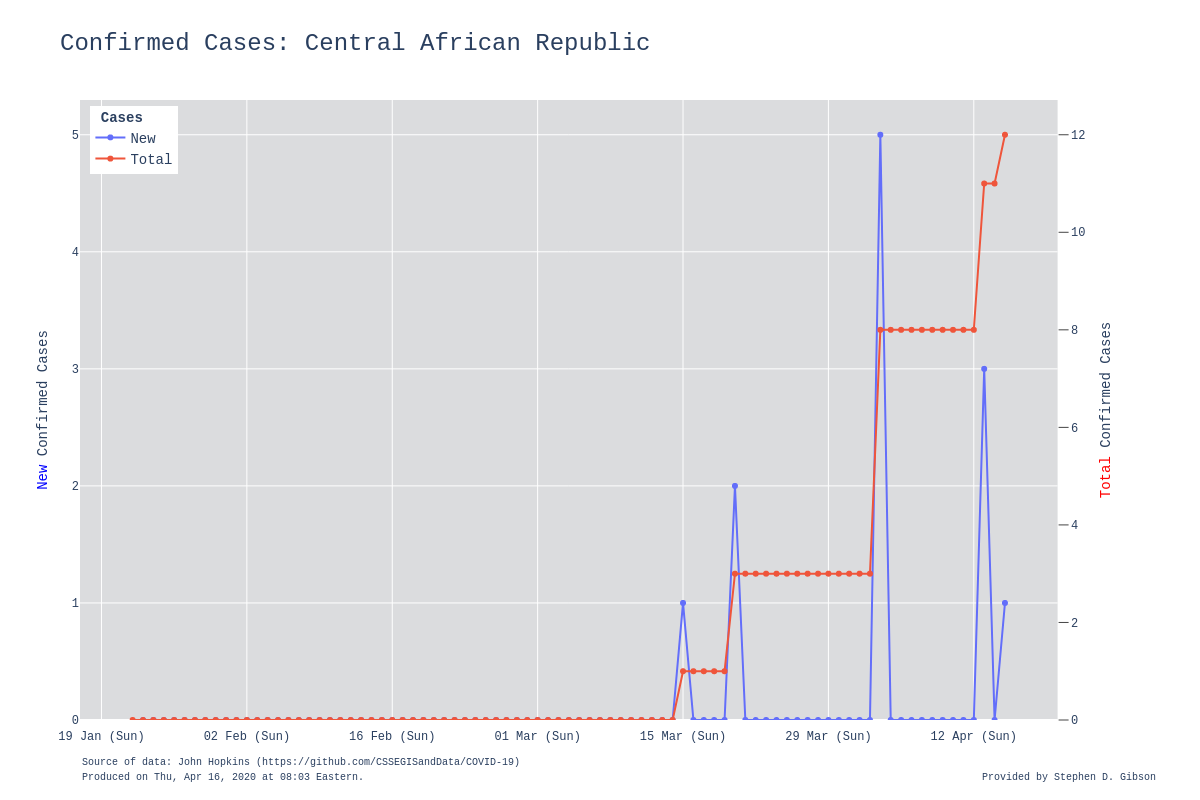 Confirmed Cases: Central African Republic
Cases
New
Total
5
4
3
2
1
0
New Confirmed Cases
12
10
8
6
4
2
0
Total Confirmed Cases
19 Jan (Sun)
02 Feb (Sun)
16 Feb (Sun)
01 Mar (Sun)
15 Mar (Sun)
29 Mar (Sun)
12 Apr (Sun)
Source of data: John Hopkins (https://github.com/CSSEGISandData/COVID-19)
Produced on Thu, Apr 16, 2020 at 08:03 Eastern.
Provided by Stephen D. Gibson